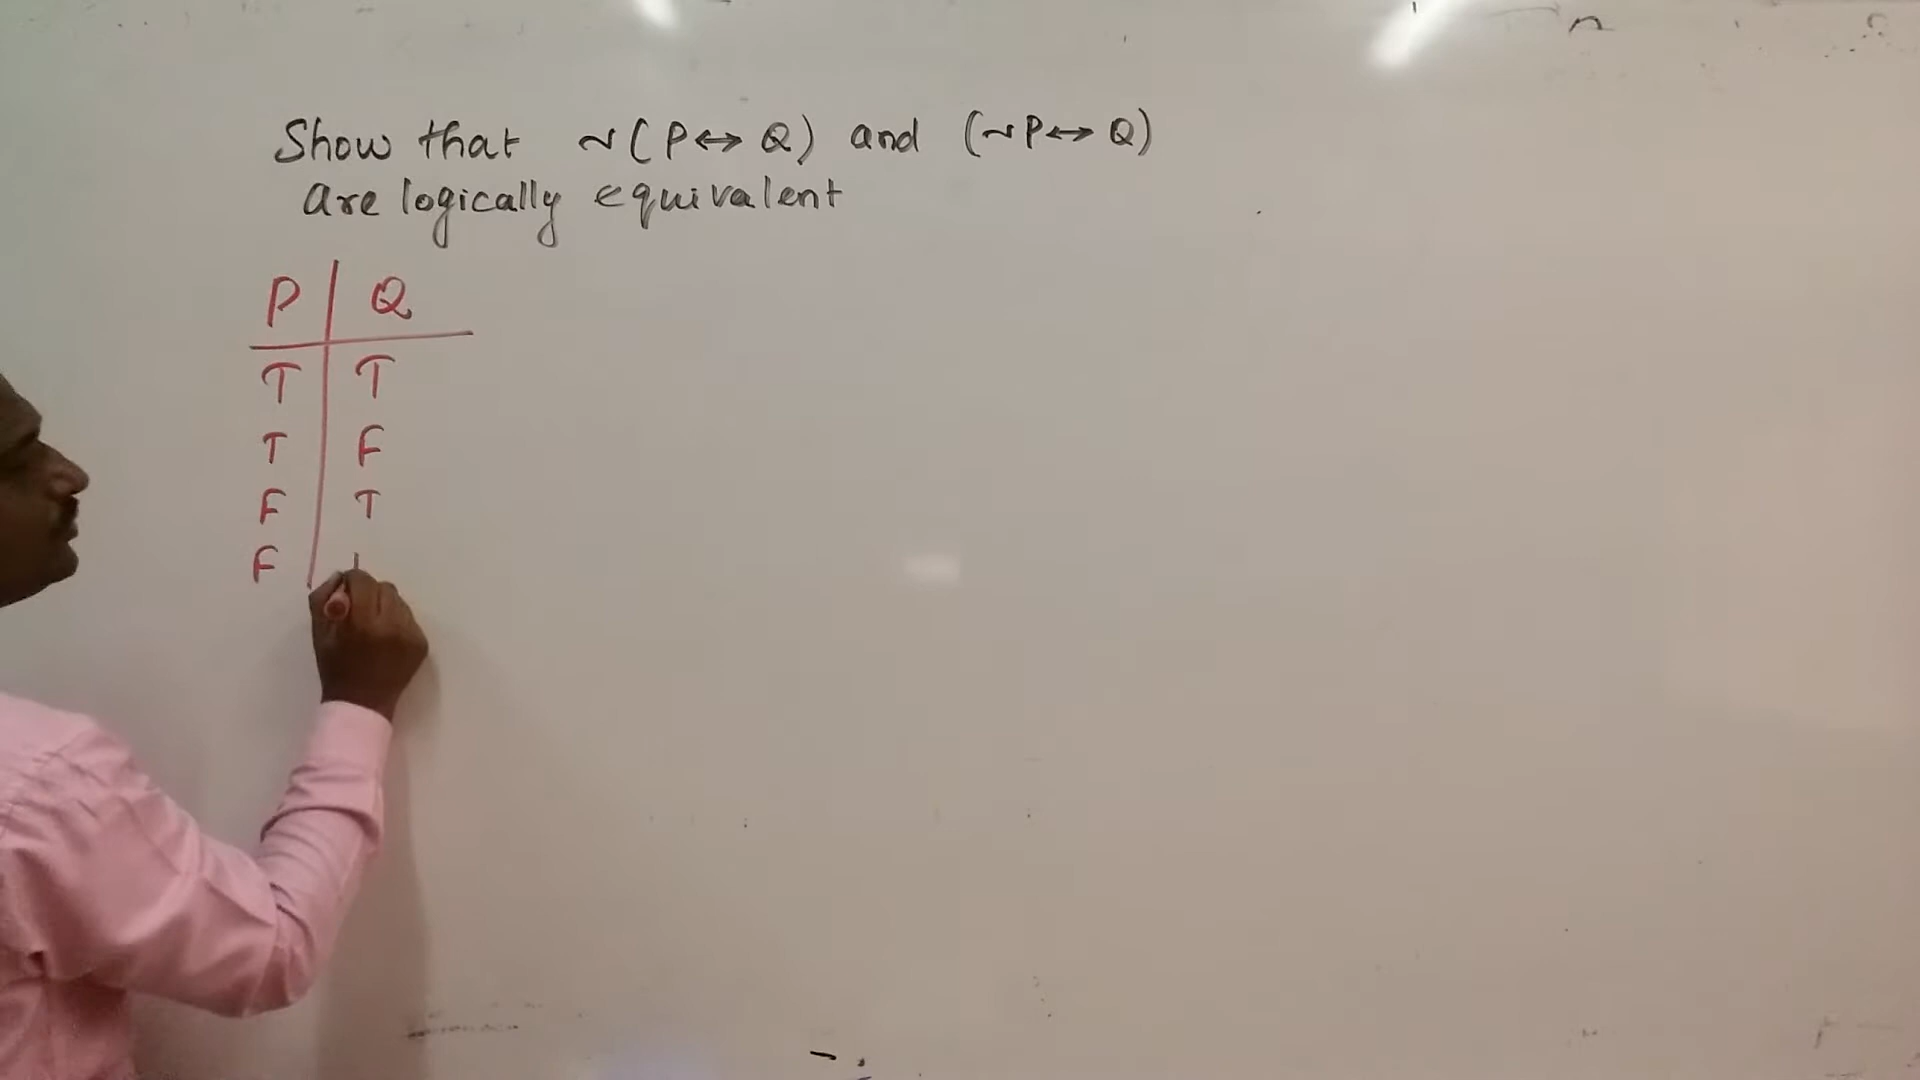 Show that ~(P↔Q) and (~P↔Q)
are logically equivalent
P Q
T T
T F
F T
F